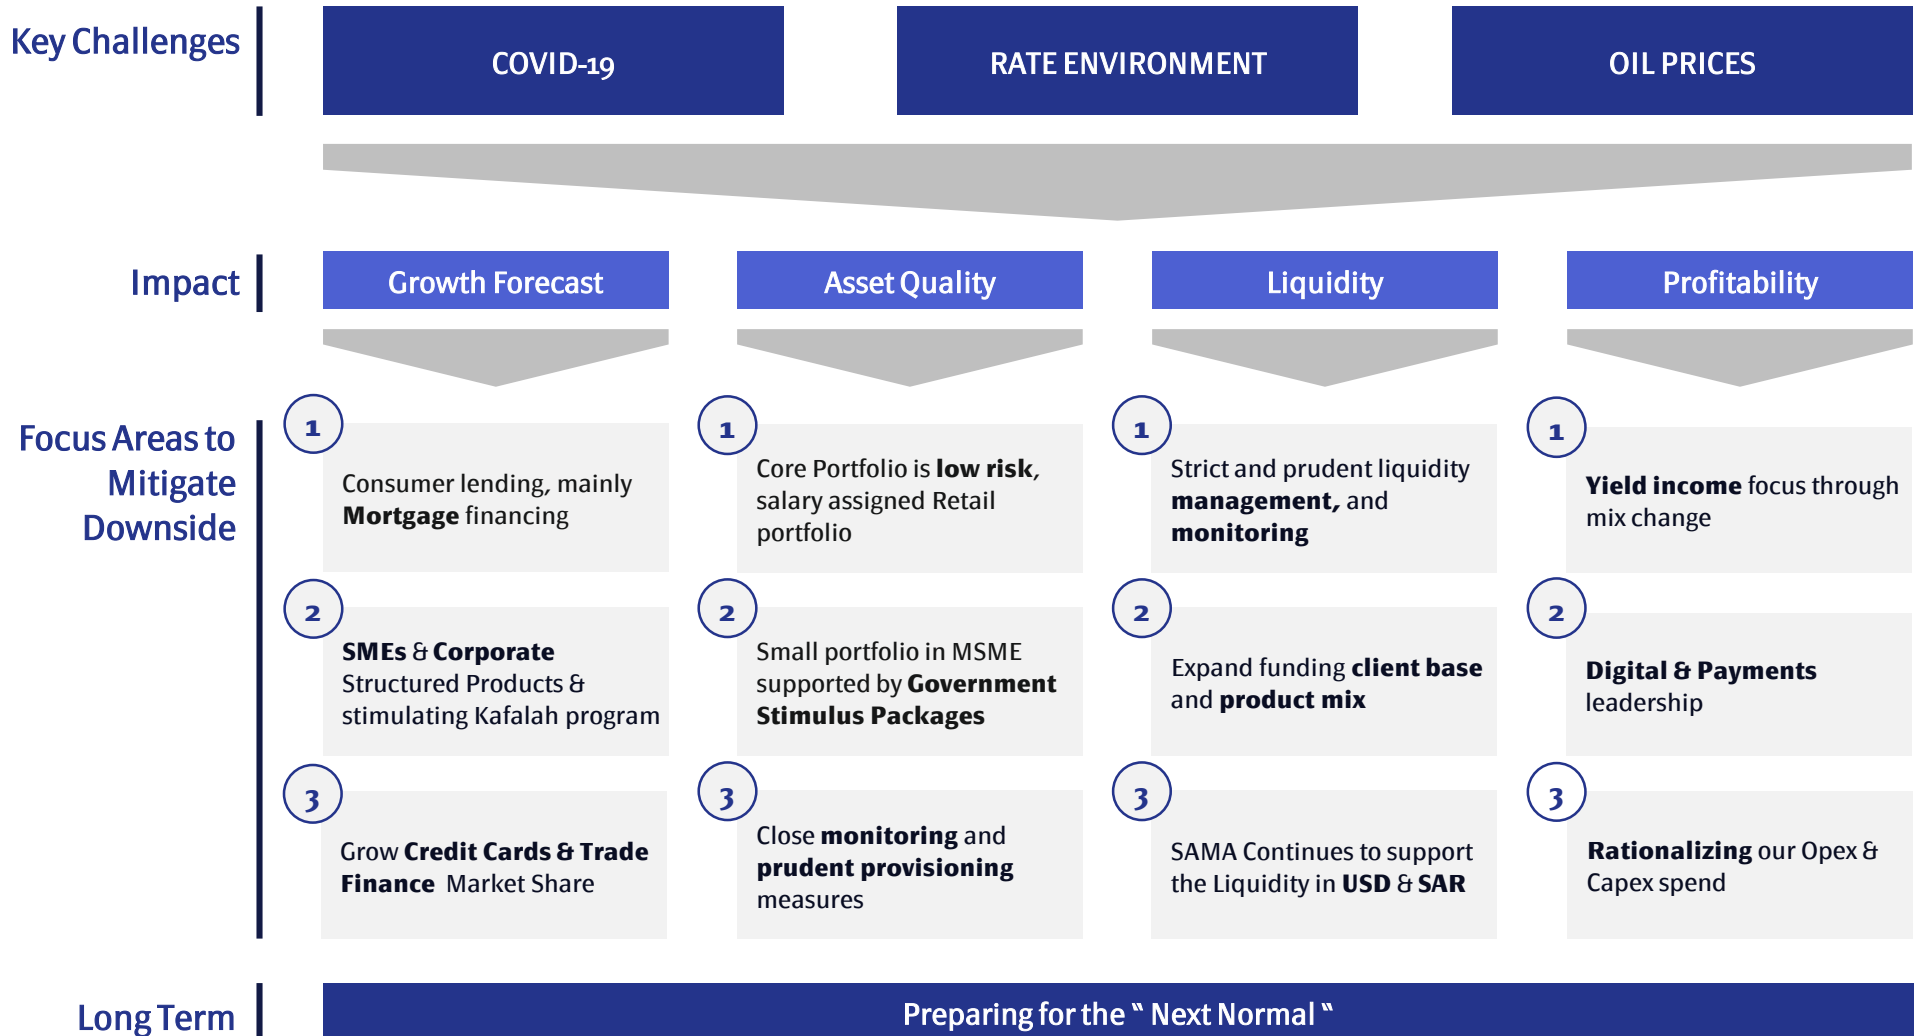 Key Challenges
COVID-19
RATE ENVIRONMENT
OIL PRICES
Impact
Growth Forecast
Asset Quality
Liquidity
Profitability
Focus Areas to
Mitigate
Downside
1
Consumer lending, mainly
Mortgage financing
1
Core Portfolio is low risk,
salary assigned Retail
portfolio
1
Strict and prudent liquidity
management, and
monitoring
1
Yield income focus through
mix change
2
SMEs & Corporate
Structured Products &
stimulating Kafalah program
2
Small portfolio in MSME
supported by Government
Stimulus Packages
2
Expand funding client base
and product mix
2
Digital & Payments
leadership
3
Grow Credit Cards & Trade
Finance Market Share
3
Close monitoring and
prudent provisioning
measures
3
SAMA Continues to support
the Liquidity in USD & SAR
3
Rationalizing our Opex &
Capex spend
Long Term
Preparing for the “ Next Normal “